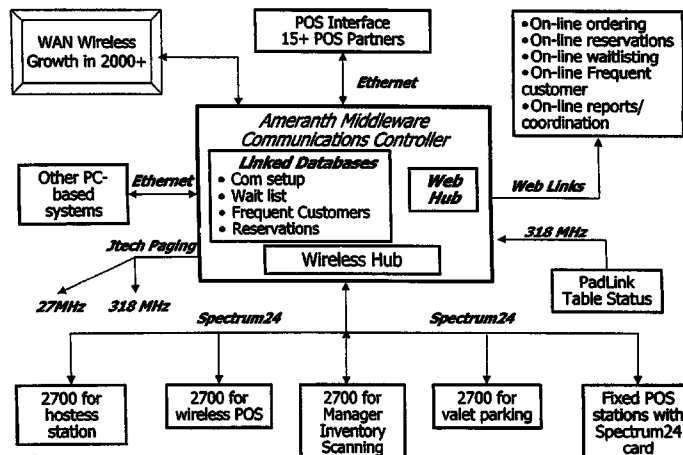 WAN Wireless
Growth in 2000+
POS Interface
15+ POS Partners
•On-line ordering
•On-line reservations
•On-line waitlisting
•On-line Frequent
customer
•On-line reports/
coordination
Ethernet
Ameranth Middleware
Communications Controller
Linked Databases
• Com setup
• Wait list
• Frequent Customers
• Reservations
Web
Hub
Wireless Hub
Other PC-
based
systems
Ethernet
Web Links
Jtech Paging
27MHz
318 MHz
318 MHz
PadLink
Table Status
Spectrum24
Spectrum24
2700 for
hostess
station
2700 for
wireless POS
2700 for
Manager
Inventory
Scanning
2700 for
valet parking
Fixed POS
stations with
Spectrum24
card